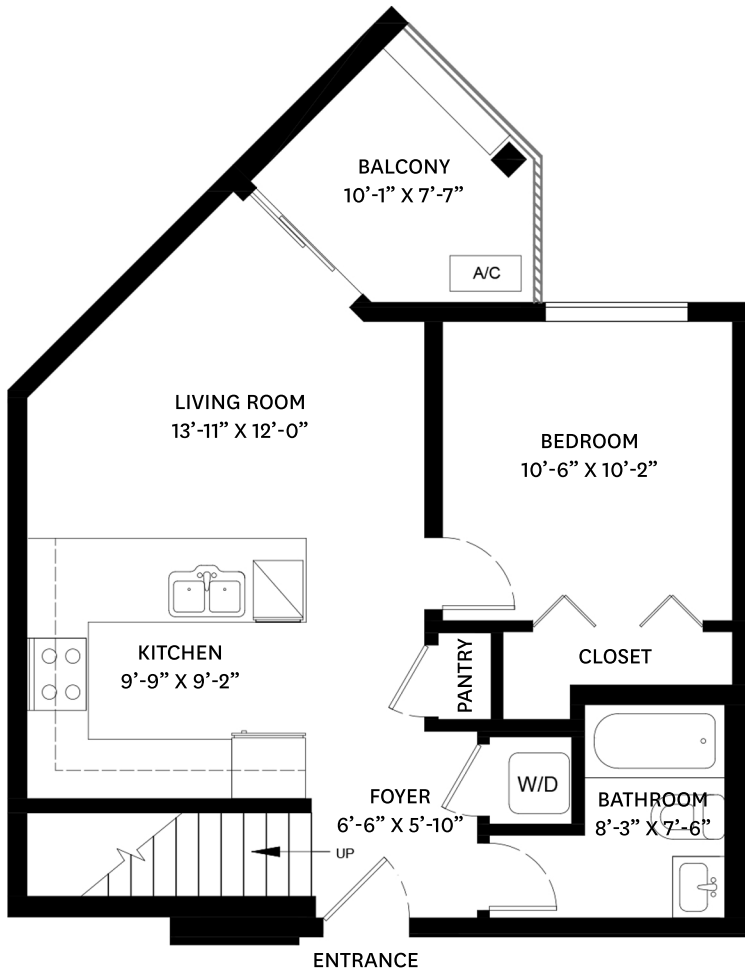 BALCONY
10’-1” X 7’-7”
A/C
LIVING ROOM
13’-11” X 12’-0”
BEDROOM
10’-6” X 10’-2”
KITCHEN
9’-9” X 9’-2”
PANTRY
CLOSET
W/D
FOYER
6’-6” X 5’-10”
BATHROOM
8’-3” X 7’-6”
UP
ENTRANCE